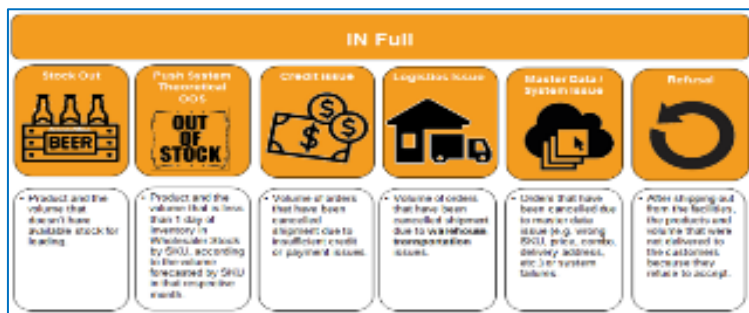 IN Full
Stock Out
Push System
Theoretical
OOS
Credit Issue
Logistics Issue
Master Data /
System Issue
Refusal
BEER
OUT
OF
STOCK
• Product and the
volume that
doesn't have
available stock for
loading.
• Product and the
volume that is less
than 1 day of
inventory in
Wholesaler Stock
by SKU, according
to the volume
forecasted by SKU
in that respective
month.
• Volume of orders
that have been
cancelled
shipment due to
insufficient credit
or payment issues.
• Volume of orders
that have been
cancelled shipment
due to warehouse
transportation
issues.
• Orders that have
been cancelled due
to master data
issue (e.g. wrong
SKU, price, combo,
delivery address,
etc.) or system
failures
• After shipping out
from the facilities,
the products and
volume that were
not delivered to
the customers
because they
refuse to accept.